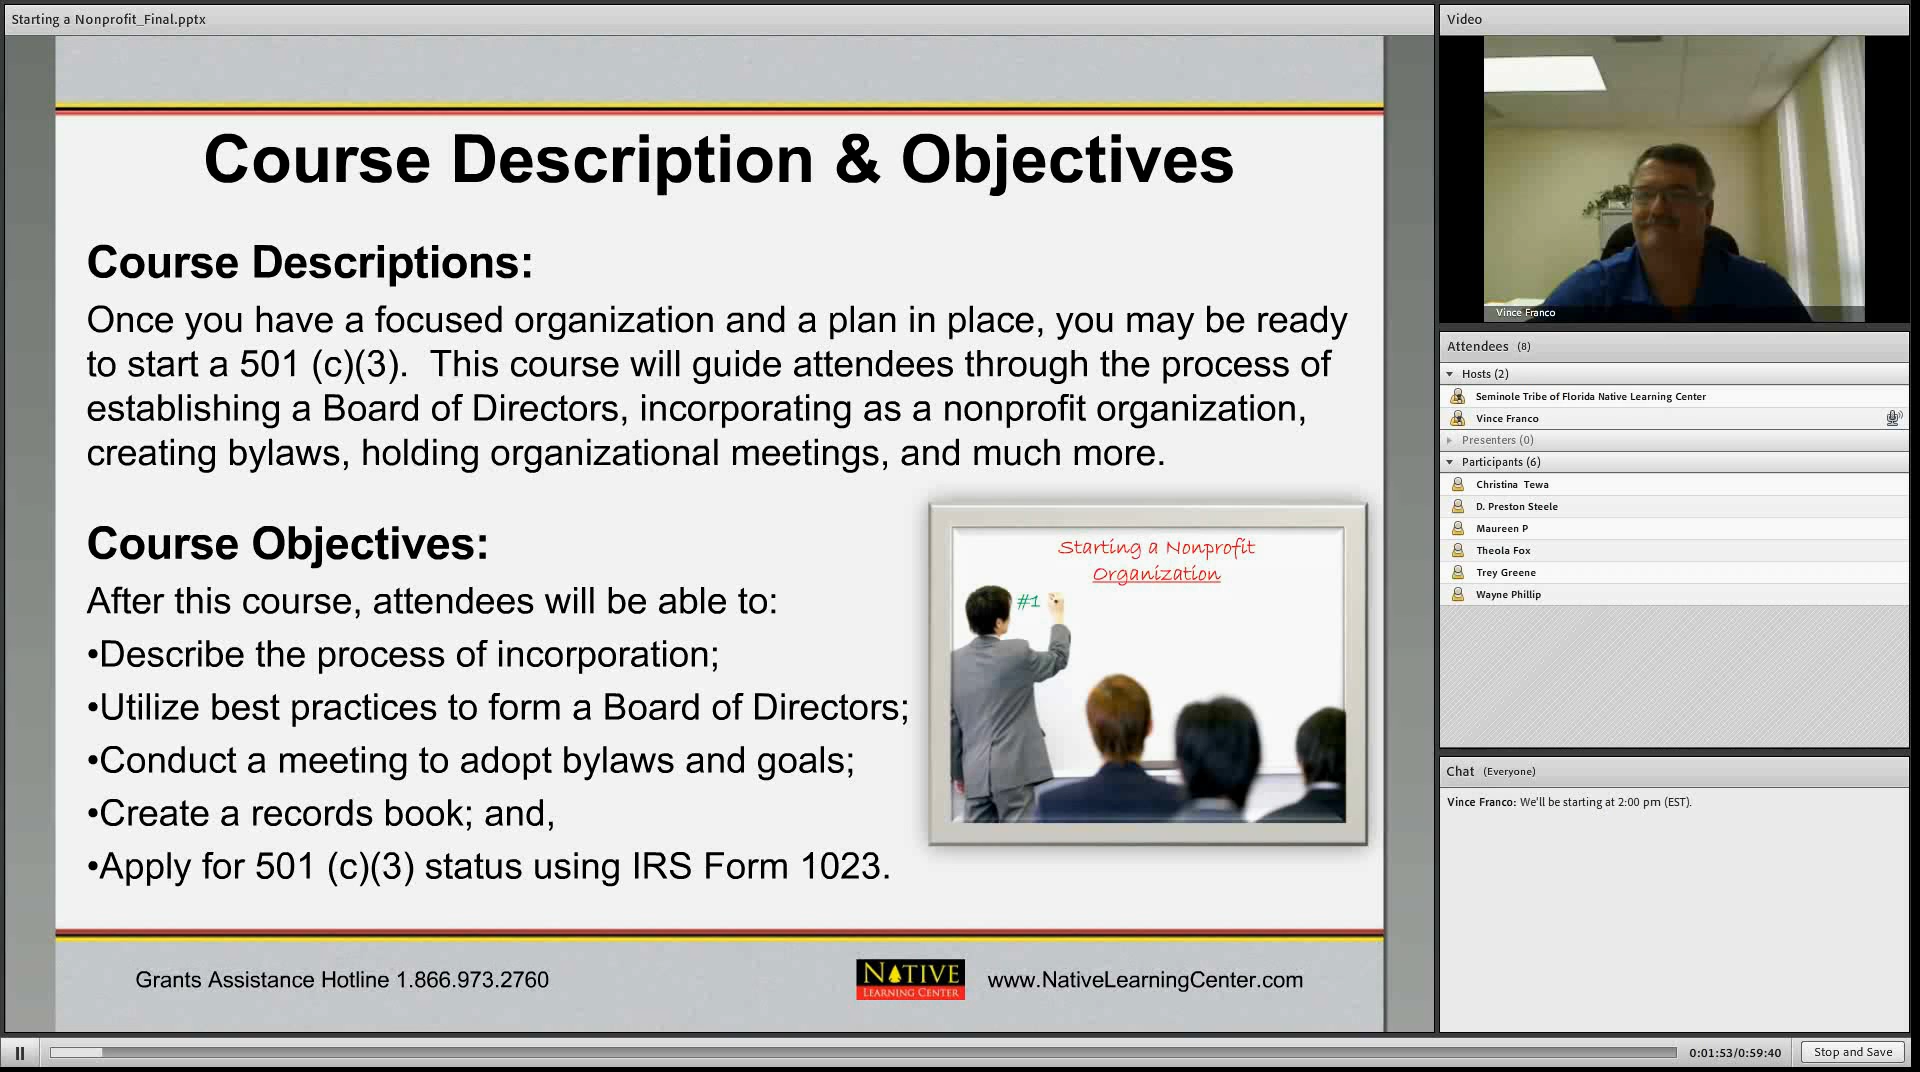 Starting a Nonprofit_Final.pptx
Course Description & Objectives
Course Descriptions:
Once you have a focused organization and a plan in place, you may be ready
to start a 501 (c)(3).  This course will guide attendees through the process of
establishing a Board of Directors, incorporating as a nonprofit organization,
creating bylaws, holding organizational meetings, and much more.
Course Objectives:
After this course, attendees will be able to:
•Describe the process of incorporation;
•Utilize best practices to form a Board of Directors;
•Conduct a meeting to adopt bylaws and goals;
•Create a records book; and,
•Apply for 501 (c)(3) status using IRS Form 1023.
Starting a Nonprofit
Organization
#1
Grants Assistance Hotline 1.866.973.2760
NATIVE
LEARNING CENTER
www.NativeLearningCenter.com
Video
Vince Franco
Attendees (8)
Hosts (2)
Seminole Tribe of Florida Native Learning Center
Vince Franco
Presenters (0)
Participants (6)
Christina  Tewa
D. Preston Steele
Maureen P
Theola Fox
Trey Greene
Wayne Phillip
Chat (Everyone)
Vince Franco: We'll be starting at 2:00 pm (EST).
0:01:53/0:59:40
Stop and Save